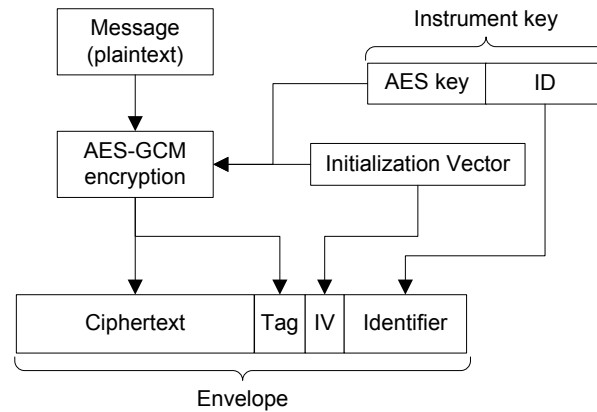 Instrument key
Message
(plaintext)
AES key
ID
AES-GCM
encryption
Initialization Vector
Ciphertext
Tag
IV
Identifier
Envelope